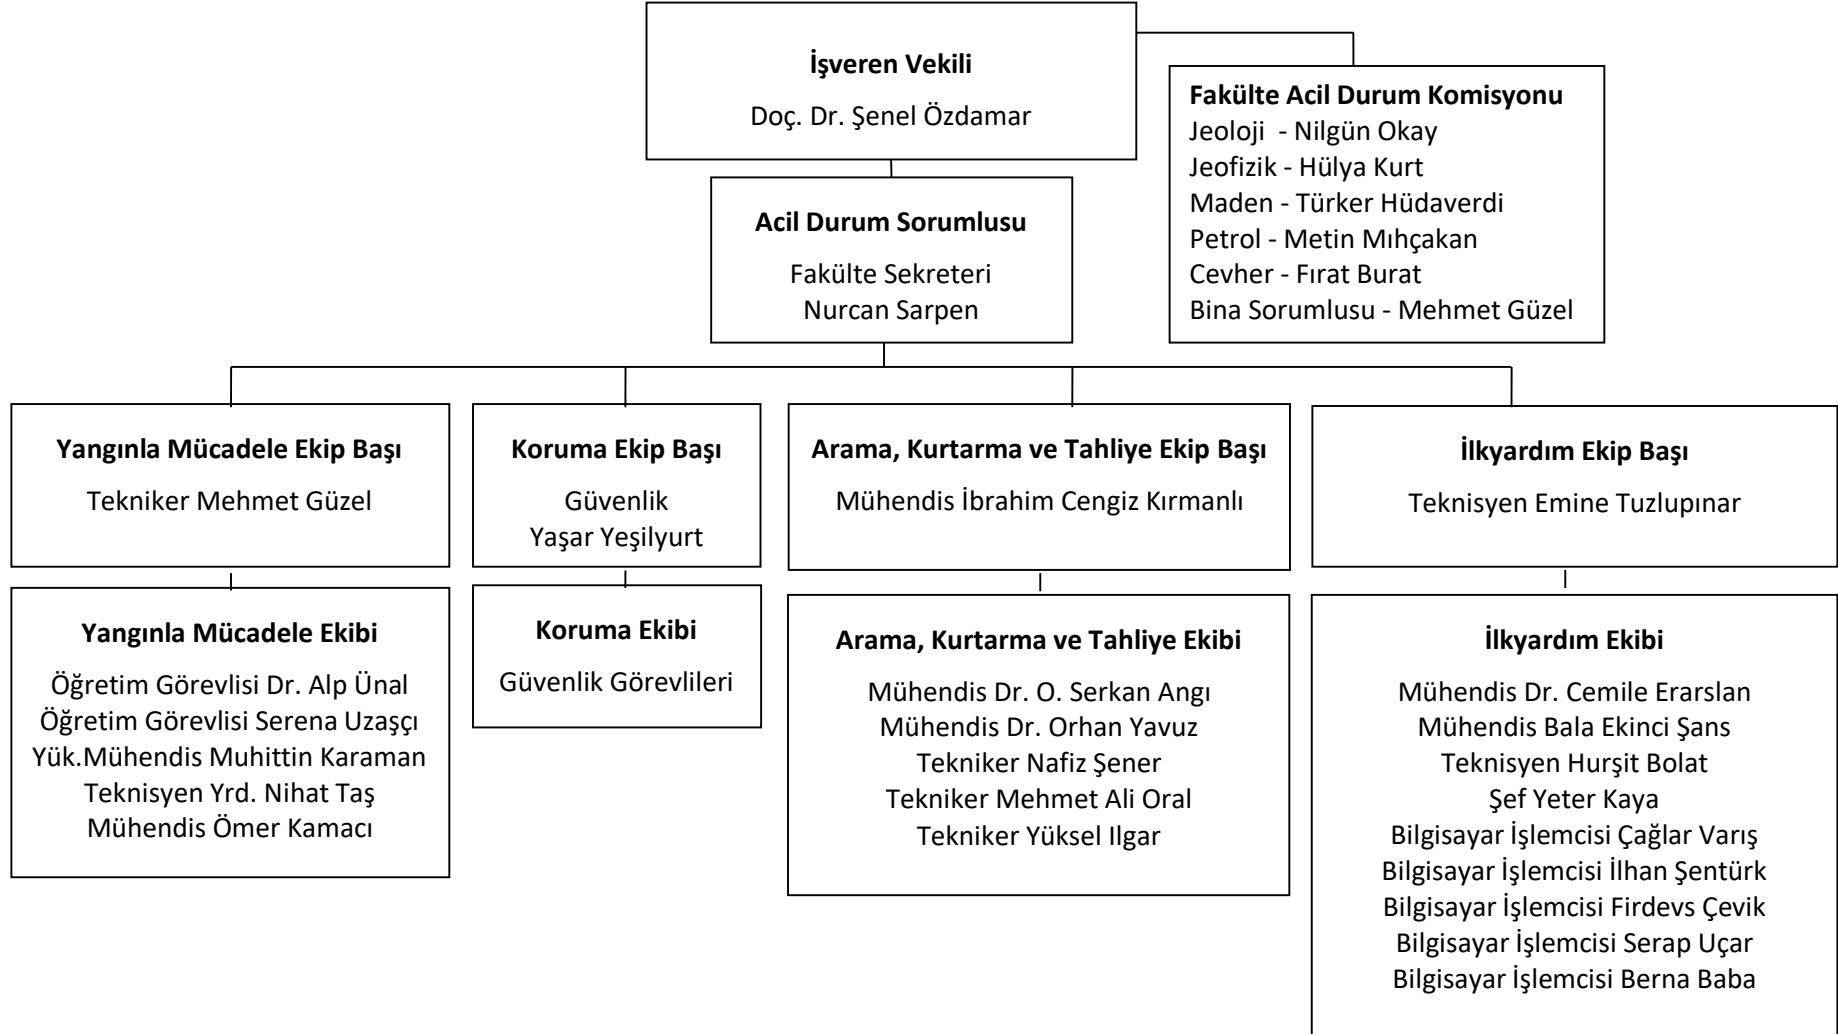 İşveren Vekili
Doç. Dr. Şenel Özdamar
Fakülte Acil Durum Komisyonu
Jeoloji - Nilgün Okay
Jeofizik - Hülya Kurt
Maden - Türker Hüdaverdi
Petrol - Metin Mıhçakan
Cevher - Fırat Burat
Bina Sorumlusu - Mehmet Güzel
Acil Durum Sorumlusu
Fakülte Sekreteri
Nurcan Sarpen
Yangınla Mücadele Ekip Başı
Tekniker Mehmet Güzel
Koruma Ekip Başı
Güvenlik
Yaşar Yeşilyurt
Arama, Kurtarma ve Tahliye Ekip Başı
Mühendis İbrahim Cengiz Kırmanlı
İlkyardım Ekip Başı
Teknisyen Emine Tuzlupınar
Yangınla Mücadele Ekibi
Öğretim Görevlisi Dr. Alp Ünal
Öğretim Görevlisi Serena Uzaşçı
Yük.Mühendis Muhittin Karaman
Teknisyen Yrd. Nihat Taş
Mühendis Ömer Kamacı
Koruma Ekibi
Güvenlik Görevlileri
Arama, Kurtarma ve Tahliye Ekibi
Mühendis Dr. O. Serkan Angı
Mühendis Dr. Orhan Yavuz
Tekniker Nafiz Şener
Tekniker Mehmet Ali Oral
Tekniker Yüksel Ilgar
İlkyardım Ekibi
Mühendis Dr. Cemile Erarslan
Mühendis Bala Ekinci Şans
Teknisyen Hurşit Bolat
Şef Yeter Kaya
Bilgisayar İşlemcisi Çağlar Varış
Bilgisayar İşlemcisi İlhan Şentürk
Bilgisayar İşlemcisi Firdevs Çevik
Bilgisayar İşlemcisi Serap Uçar
Bilgisayar İşlemcisi Berna Baba